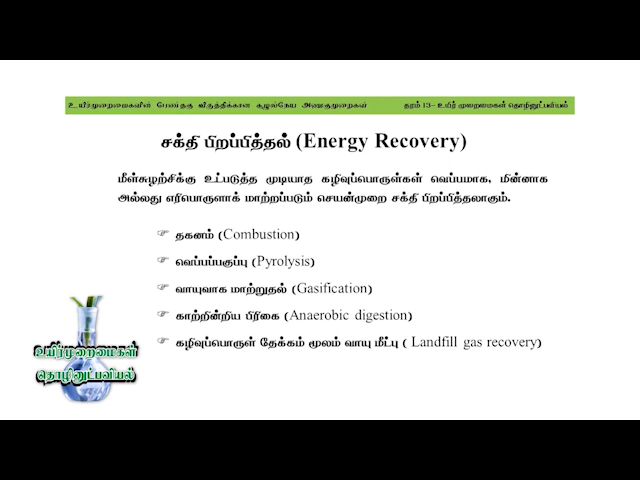 உயிர்முறைமைகளின் பேண்தகு விருத்திக்கான சூழல்நேய அணுகுமுறைகள் தரம் 13– உயிர் முறைமைகள் தொழினுட்பவியல்
சக்தி பிறப்பித்தல் (Energy Recovery)
மீள்சுழற்சிக்கு உட்படுத்த முடியாத கழிவுப்பொருள்கள் வெப்பமாக, மின்னாக
அல்லது எரிபொருளாக் மாற்றப்படும் செயன்முறை சக்தி பிறப்பித்தலாகும்.
☞ தகனம் (Combustion)
☞ வெப்பப்பகுப்பு (Pyrolysis)
☞ வாயுவாக மாற்றுதல் (Gasification)
☞ காற்றின்றிய பிரிகை (Anaerobic digestion)
☞ கழிவுப்பொருள் தேக்கம் மூலம் வாயு மீட்பு ( Landfill gas recovery)
உயிர்முறைமைகள்
தொழினுட்பவியல்